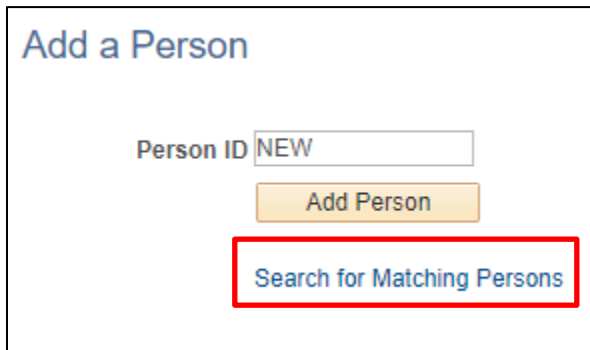 Add a Person
Person ID NEW
Add Person
Search for Matching Persons